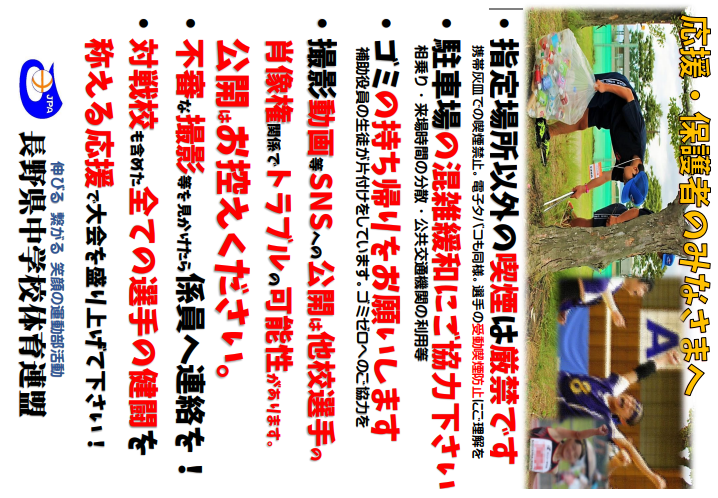 応援・保護者のみなさまへ
・指定場所以外の喫煙は厳禁です
携帯灰皿での喫煙禁止。電子タバコも同様。選手の受動喫煙防止にご理解を
・駐車場の混雑緩和にご協力下さい
相乗り・来場時間の分散・公共交通機関の利用等
・ゴミの持ち帰りをお願いします
補助役員の生徒が片付けをしています。ゴミゼロへのご協力を
・撮影動画等SNSへの公開は他校選手の
肖像権関係でトラブルの可能性があります。
公開はお控えください。
・不審な撮影等を見かけたら係員へ連絡を！
・対戦校も含めた全ての選手の健闘を
称える応援で大会を盛り上げて下さい！
伸びる 繋がる 笑顔の運動部活動
JPA
長野県中学校体育連盟
A
8